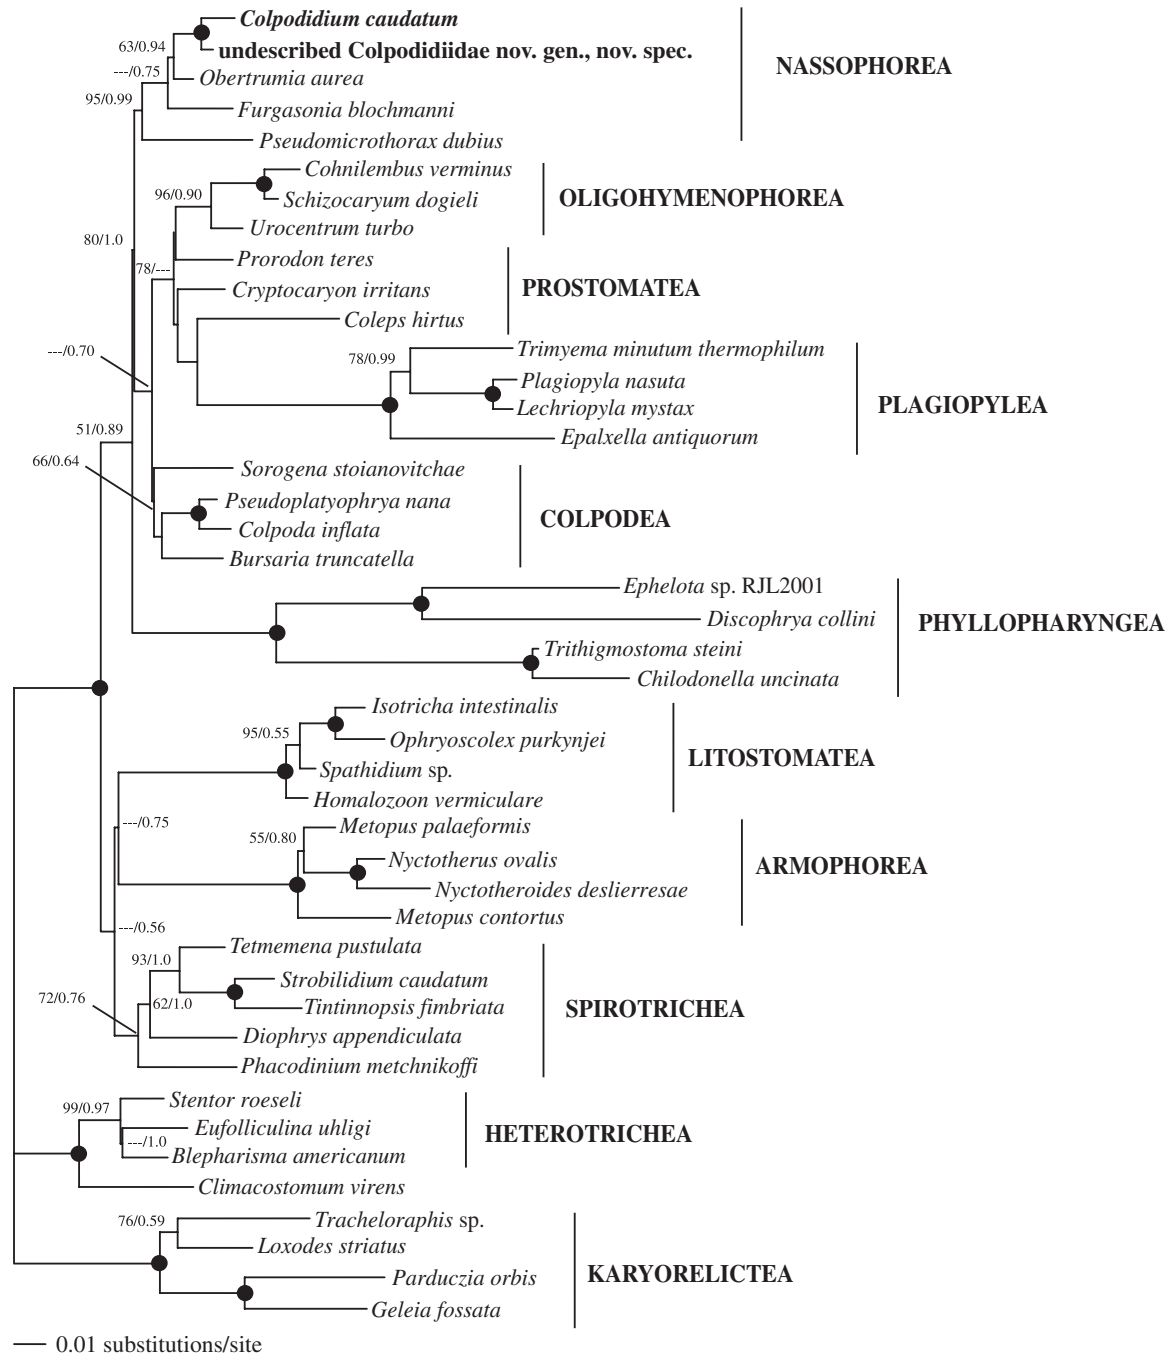 Colpodidium caudatum
63/0.94
undescribed Colpodidiidae nov. gen., nov. spec.
NASSOPHOREA
---/0.75
Obertrumia aurea
95/0.99
Furgasonia blochmanni
Pseudomicrothorax dubius
Cohnilembus verminus
96/0.90
Schizocaryum dogieli
OLIGOHYMENOPHOREA
Urocentrum turbo
80/1.0
Prorodon teres
78/---
Cryptocaryon irritans
PROSTOMATEA
Coleps hirtus
---/0.70
78/0.99
Trimyema minutum thermophilum
Plagiopyla nasuta
Lechriopyla mystax
PLAGIOPYLEA
51/0.89
Epalxella antiquorum
66/0.64
Sorogena stoianovitchae
Pseudoplatyophrya nana
COLPODEA
Colpoda inflata
Bursaria truncatella
Ephelota sp. RJL2001
Discophrya collini
PHYLLOPHARYNGEA
Trithigmostoma steini
Chilodonella uncinata
Isotricha intestinalis
95/0.55
Ophryoscolex purkynjei
LITOSTOMATEA
Spathidium sp.
Homalozoon vermiculare
---/0.75
Metopus palaeformis
55/0.80
Nyctotherus ovalis
ARMOPHOREA
Nyctotheroides deslierresae
Metopus contortus
---/0.56
Tetmemena pustulata
93/1.0
Strobilidium caudatum
72/0.76
62/1.0
Tintinnopsis fimbriata
SPIROTRICHEA
Diophrys appendiculata
Phacodinium metchnikoffi
Stentor roeseli
99/0.97
Eufolliculina uhligi
HETEROTRICHEA
---/1.0
Blepharisma americanum
Climacostomum virens
76/0.59
Tracheloraphis sp.
Loxodes striatus
KARYORELICTEA
Parduczia orbis
Geleia fossata
0.01 substitutions/site